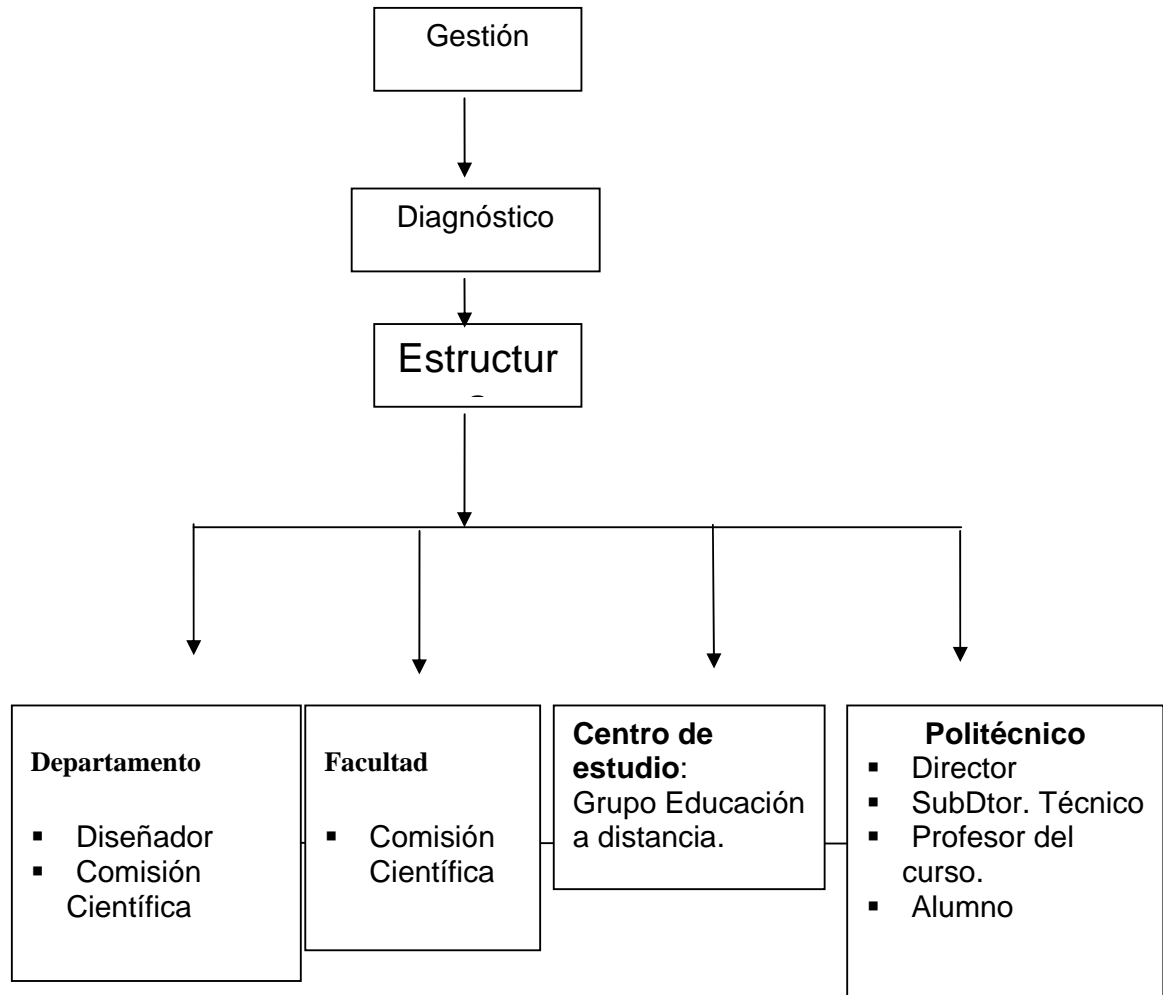 Gestión
Diagnóstico
Estructur
Departamento
▪ Diseñador
▪ Comisión
Científica
Facultad
▪ Comisión
Científica
Centro de
estudio:
Grupo Educación
a distancia.
Politécnico
▪ Director
▪ SubDtor. Técnico
▪ Profesor del
curso.
▪ Alumno